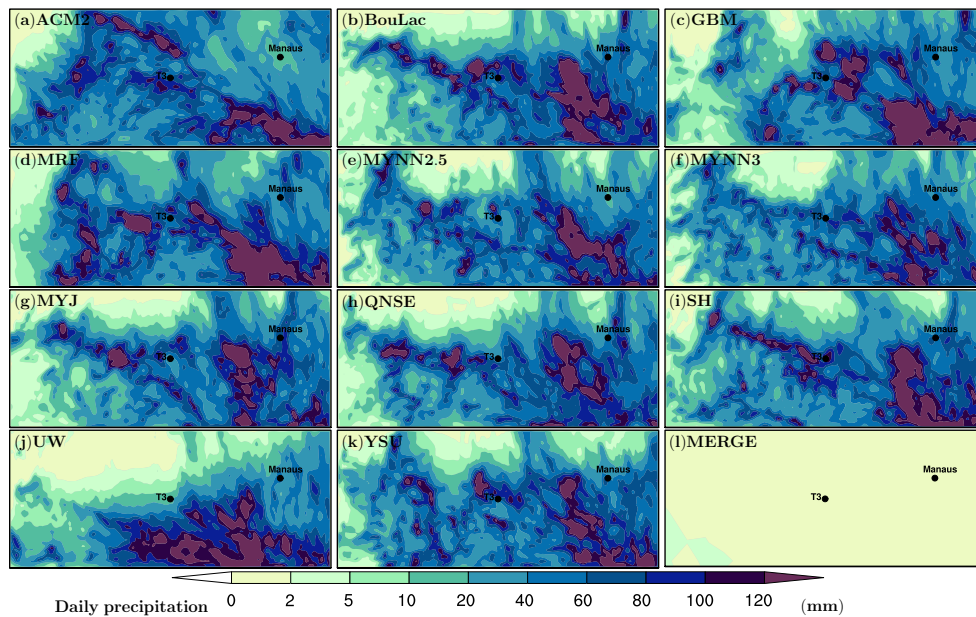 (a)ACM2 (b)BouLac (c)GBM
Manaus Manaus Manaus
T3 T3 T3
(d)MRF (e)MYNN2.5 (f)MYNN3
Manaus Manaus Manaus
T3 T3 T3
(g)MYJ (h)QNSE (i)SH
Manaus Manaus Manaus
T3 T3 T3
(j)UW (k)YSU (l)MERGE
Manaus Manaus Manaus
T3 T3 T3
0 2 5 10 20 40 60 80 100 120
Daily precipitation (mm)